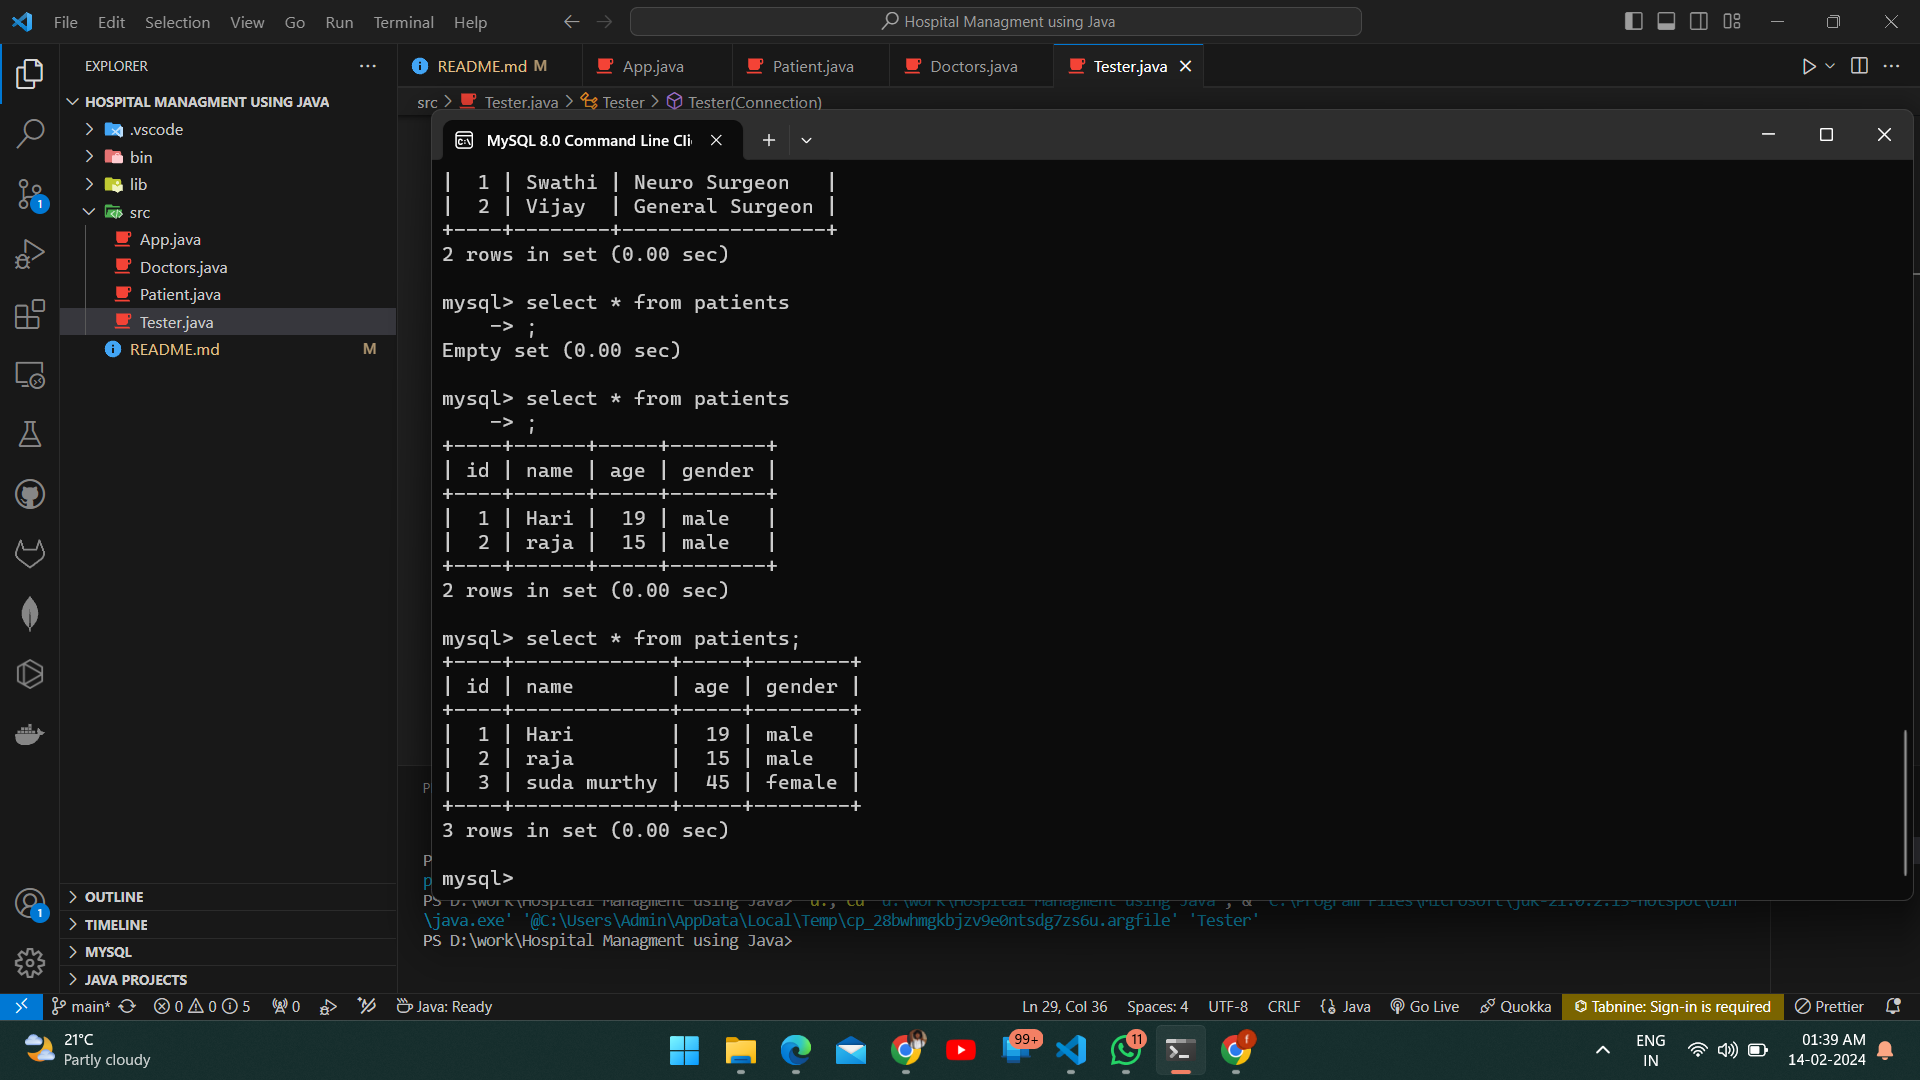 File Edit Selection View Go Run Terminal Help
Hospital Managment using Java
EXPLORER
HOSPITAL MANAGMENT USING JAVA
.vscode
bin
lib
src
App.java
Doctors.java
Patient.java
Tester.java
README.md M
OUTLINE
TIMELINE
MYSQL
JAVA PROJECTS
README.md M App.java Patient.java Doctors.java Tester.java
src > Tester.java > Tester > Tester(Connection)
MySQL 8.0 Command Line Cli
| 1 | Swathi | Neuro Surgeon |
| 2 | Vijay | General Surgeon |
+----+--------+-----------------+
2 rows in set (0.00 sec)
mysql> select * from patients
-> ;
Empty set (0.00 sec)
mysql> select * from patients
-> ;
+----+------+-----+--------+
| id | name | age | gender |
+----+------+-----+--------+
| 1 | Hari | 19 | male |
| 2 | raja | 15 | male |
+----+------+-----+--------+
2 rows in set (0.00 sec)
mysql> select * from patients;
+----+-------------+-----+--------+
| id | name | age | gender |
+----+-------------+-----+--------+
| 1 | Hari | 19 | male |
| 2 | raja | 15 | male |
| 3 | suda murthy | 45 | female |
+----+-------------+-----+--------+
3 rows in set (0.00 sec)
mysql>
PS D:\work\Hospital Managment using Java>
\java.exe' '@C:\Users\Admin\AppData\Local\Temp\cp_28bwhmgkbjzv9e0ntsdg7zs6u.argfile' 'Tester'
PS D:\work\Hospital Managment using Java>
1
1
main* 0 0 5 0 Java: Ready Ln 29, Col 36 Spaces: 4 UTF-8 CRLF Java Go Live Quokka Tabnine: Sign-in is required Prettier
21°C
Partly cloudy
99+
11
ENG
IN
01:39 AM
14-02-2024